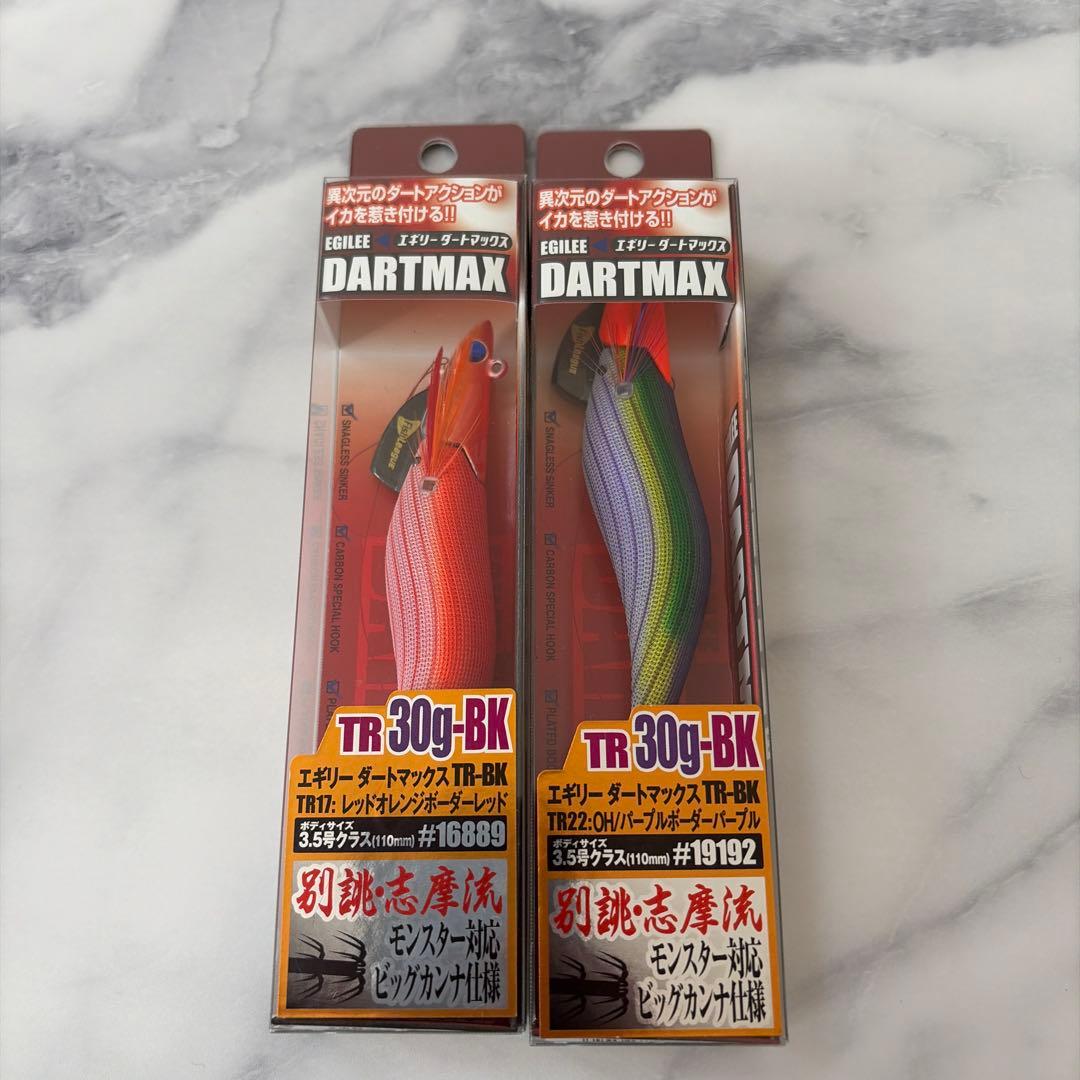 異次元のダートアクションが
イカを惹き付ける!!
EGILEE エギリーダートマックス
DARTMAX
FishLeague
SNAGLESS SINKER
CARBON SPECIAL HOOK
TR 30g-BK
エギリー ダートマックス TR-BK
TR17: レッドオレンジボーダーレッド
ボディサイズ
3.5号クラス(110mm) #16889
別誂・志摩流
モンスター対応
ビッグカンナ仕様
異次元のダートアクションが
イカを惹き付ける!!
EGILEE エギリーダートマックス
DARTMAX
FishLeague
SNAGLESS SINKER
CARBON SPECIAL HOOK
TR 30g-BK
エギリー ダートマックス TR-BK
TR22:OH/パープルボーダーパープル
ボディサイズ
3.5号クラス(110mm) #19192
別誂・志摩流
モンスター対応
ビッグカンナ仕様